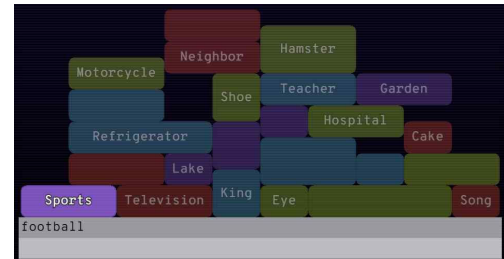 Neighbor
Hamster
Motorcycle
Shoe
Teacher
Garden
Hospital
Refrigerator
Cake
Lake
Sports
Television
King
Eye
Song
football